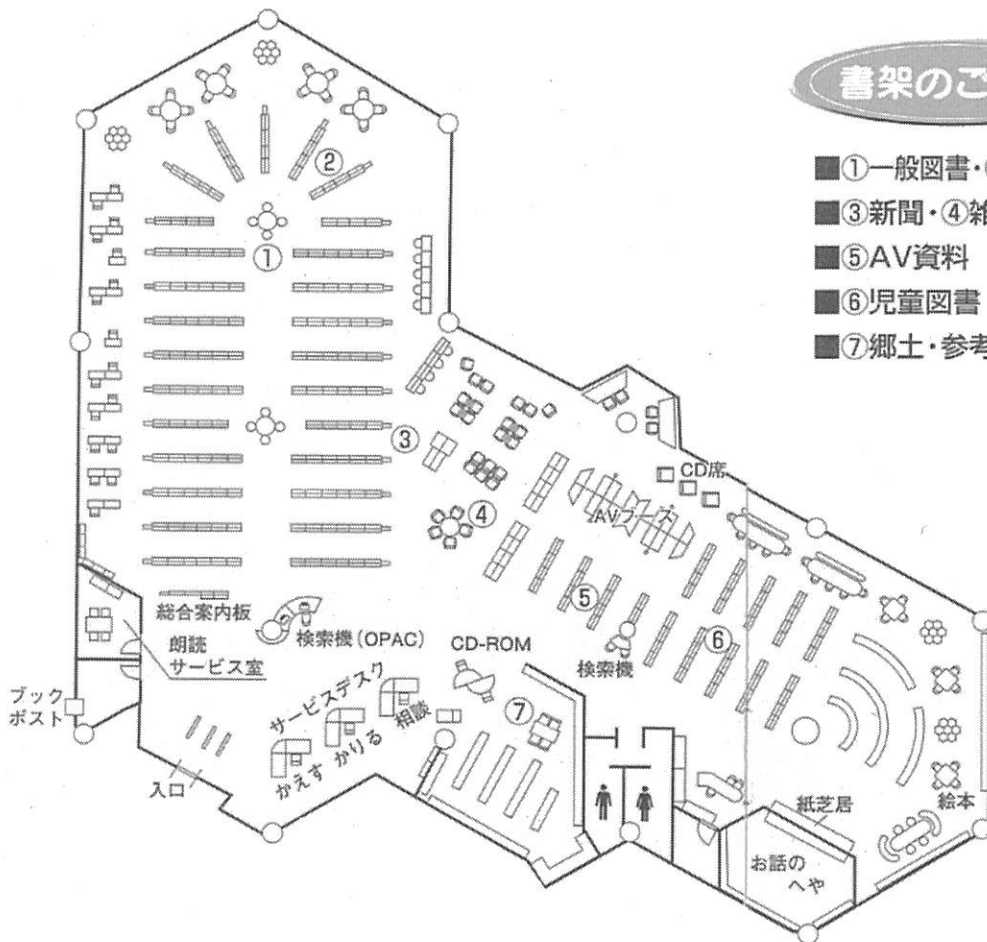 書架のご
■①一般図書・
■③新聞・④雑
■⑤AV資料
■⑥児童図書
■⑦郷土・参考
②
①
③
④
CD席
AVブース
⑤
⑥
総合案内板
検索機(OPAC)
CD-ROM
検索機
朗読
サービス室
ブック
ポスト
サービスデスク
かえす かりる 相談
⑦
入口
紙芝居
絵本
お話の
へや